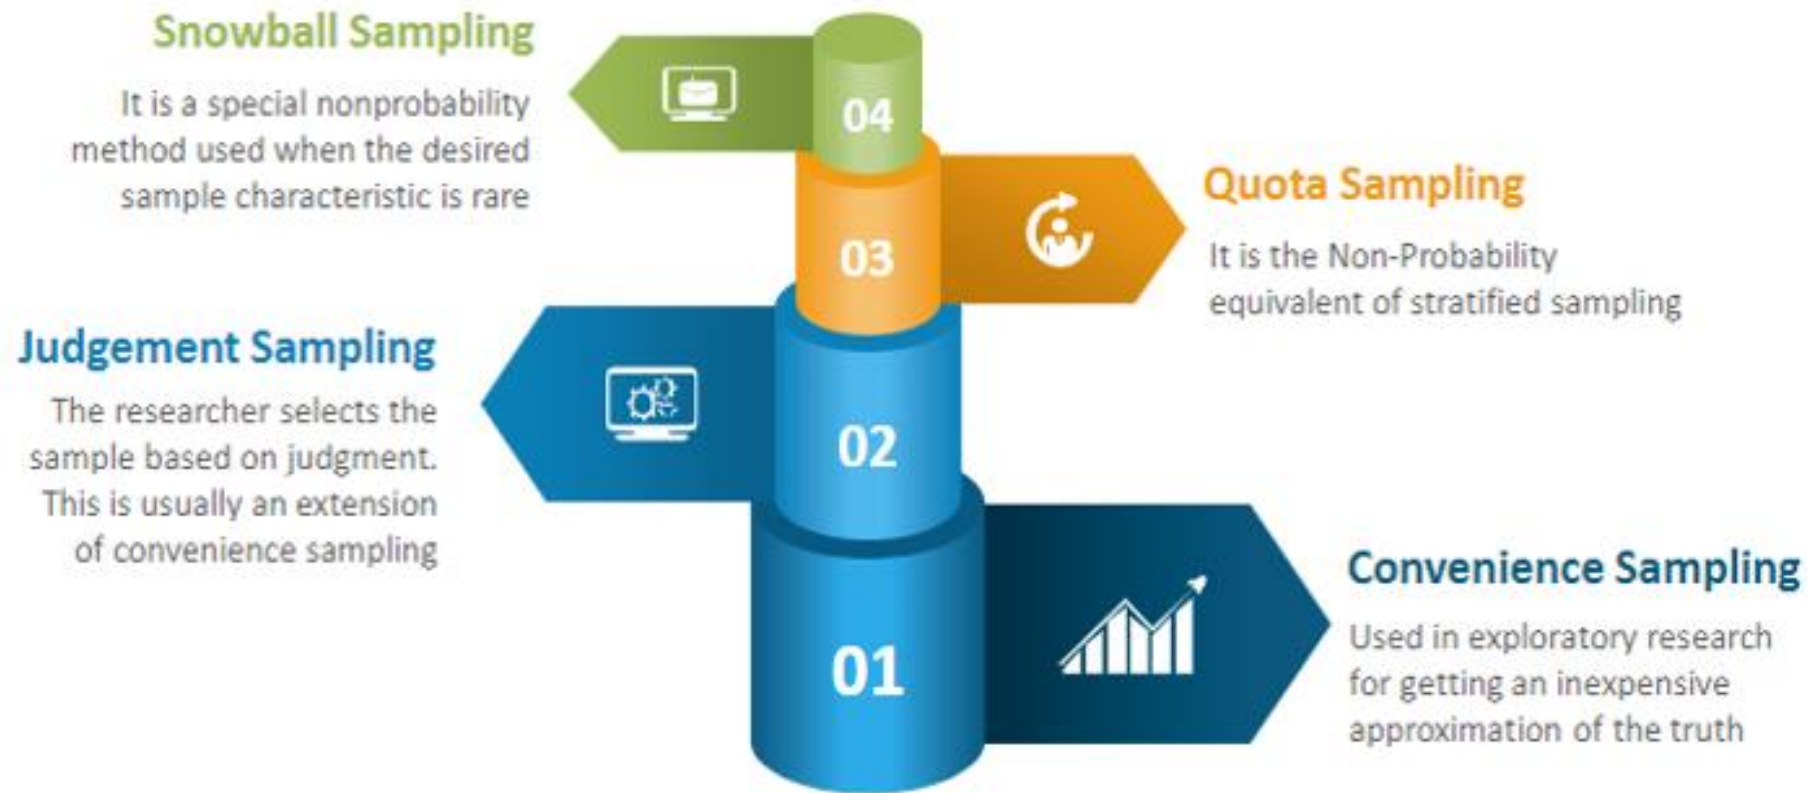 Snowball Sampling
It is a special nonprobability
method used when the desired
sample characteristic is rare
04
Quota Sampling
It is the Non-Probability
equivalent of stratified sampling
03
Judgement Sampling
The researcher selects the
sample based on judgment.
This is usually an extension
of convenience sampling
02
Convenience Sampling
Used in exploratory research
for getting an inexpensive
approximation of the truth
01